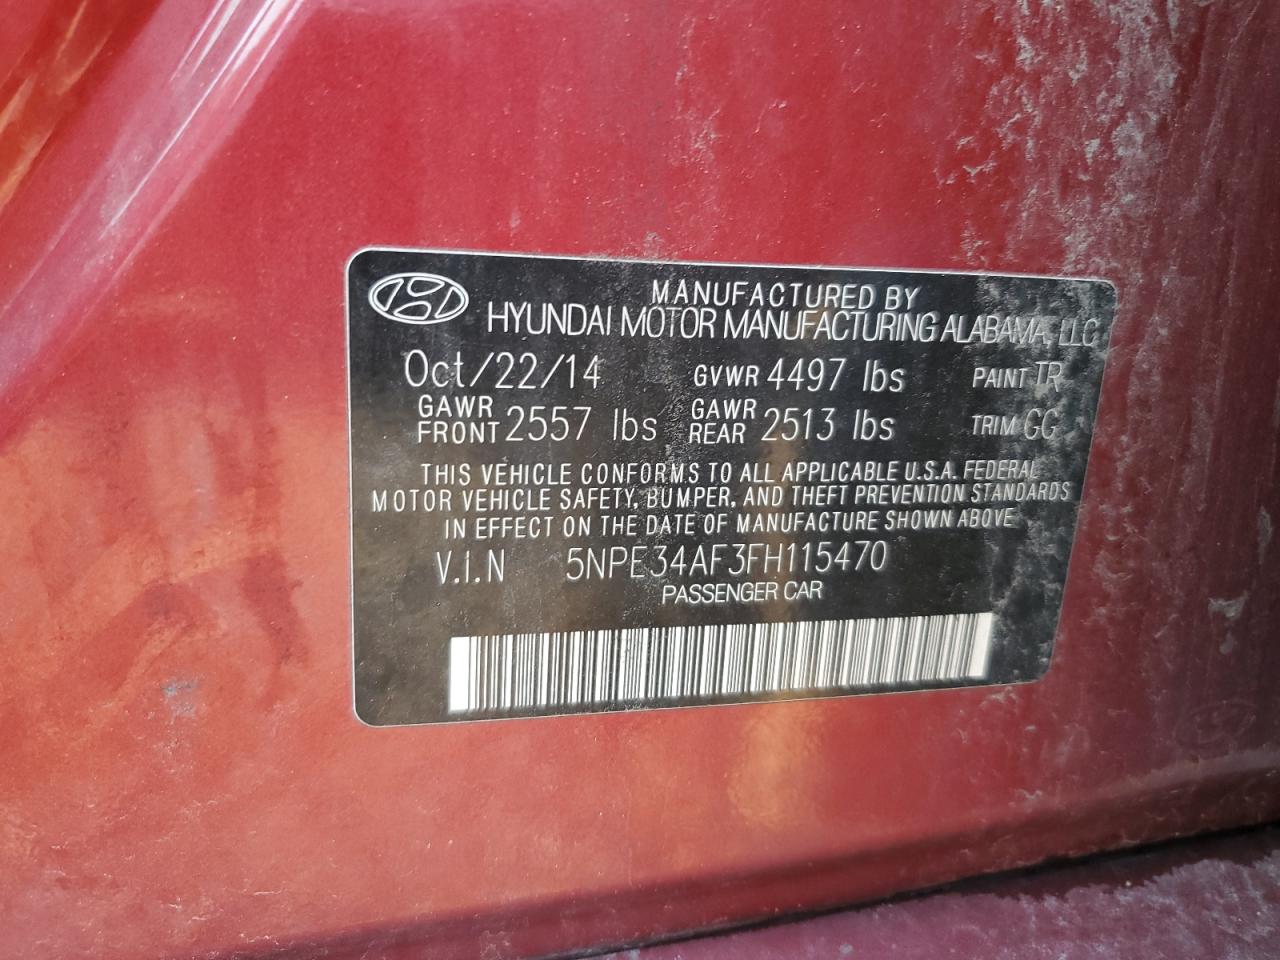 MANUFACTURED BY
HYUNDAI MOTOR MANUFACTURING ALABAMA, LLC
Oct/22/14 GVWR 4497 lbs PAINT TR
GAWR FRONT 2557 lbs GAWR REAR 2513 lbs TRIM GG
THIS VEHICLE CONFORMS TO ALL APPLICABLE U.S.A. FEDERAL
MOTOR VEHICLE SAFETY, BUMPER, AND THEFT PREVENTION STANDARDS
IN EFFECT ON THE DATE OF MANUFACTURE SHOWN ABOVE
V.I.N 5NPE34AF3FH115470
PASSENGER CAR